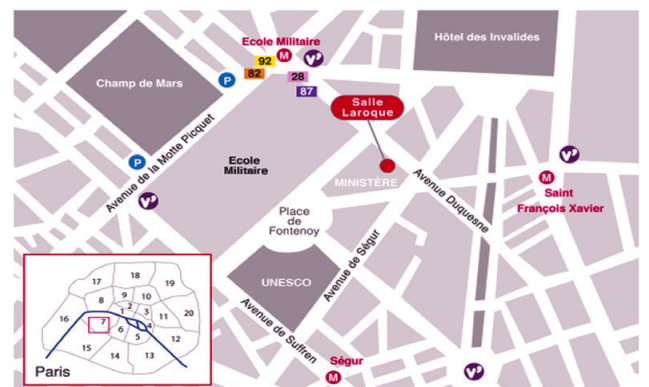 Ecole Militaire
M
V'
Hôtel des Invalides
92
82
28
87
Champ de Mars
P
Salle
Laroque
Avenue de la Motte Picquet
Ecole
Militaire
P
V'
MINISTÈRE
Avenue Duquesne
V'
M
Saint
François Xavier
Place
de
Fontenoy
Avenue de Ségur
UNESCO
Avenue de Suffren
Ségur
M
V'
18
17
19
9
10
8
2
1
3
16
7
11
20
4
6
5
12
15
14
13
Paris